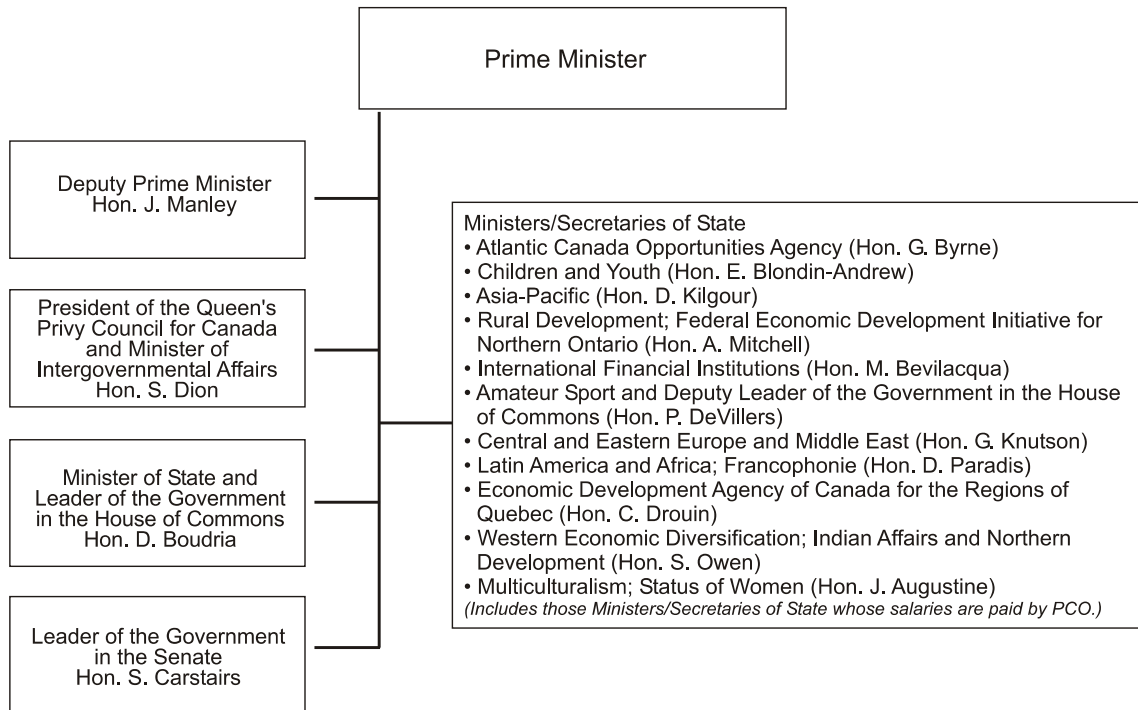 Prime Minister
Deputy Prime Minister
Hon. J. Manley
President of the Queen's
Privy Council for Canada
and Minister of
Intergovernmental Affairs
Hon. S. Dion
Minister of State and
Leader of the Government
in the House of Commons
Hon. D. Boudria
Leader of the Government
in the Senate
Hon. S. Carstairs
Ministers/Secretaries of State
• Atlantic Canada Opportunities Agency (Hon. G. Byrne)
• Children and Youth (Hon. E. Blondin-Andrew)
• Asia-Pacific (Hon. D. Kilgour)
• Rural Development; Federal Economic Development Initiative for
Northern Ontario (Hon. A. Mitchell)
• International Financial Institutions (Hon. M. Bevilacqua)
• Amateur Sport and Deputy Leader of the Government in the House
of Commons (Hon. P. DeVillers)
• Central and Eastern Europe and Middle East (Hon. G. Knutson)
• Latin America and Africa; Francophonie (Hon. D. Paradis)
• Economic Development Agency of Canada for the Regions of
Quebec (Hon. C. Drouin)
• Western Economic Diversification; Indian Affairs and Northern
Development (Hon. S. Owen)
• Multiculturalism; Status of Women (Hon. J. Augustine)
(Includes those Ministers/Secretaries of State whose salaries are paid by PCO.)